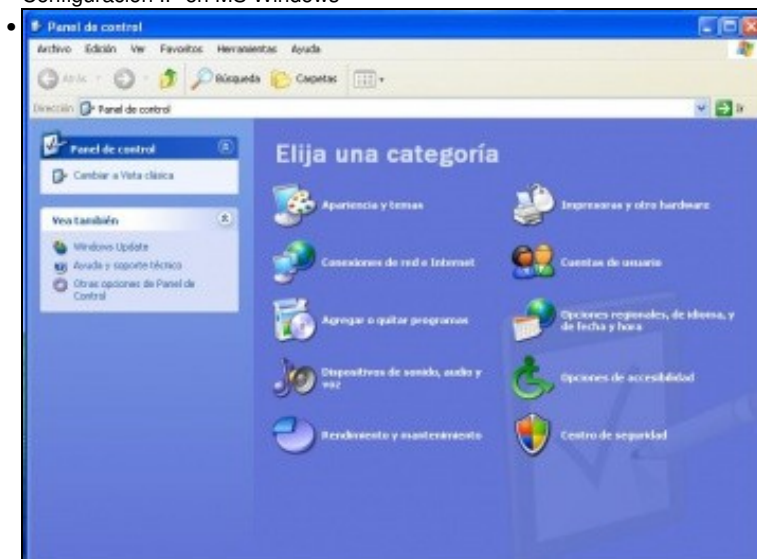 Configuración IP en MS Windows
Panel de control
Archivo Edición Ver Favoritos Herramientas Ayuda
Atrás Búsqueda Carpetas
Dirección Panel de control Ir
Panel de control
Cambiar a Vista clásica
Vea también
Windows Update
Ayuda y soporte técnico
Otras opciones de Panel de
Control
Elija una categoría
Apariencia y temas
Impresoras y otro hardware
Conexiones de red e Internet
Cuentas de usuario
Agregar o quitar programas
Opciones regionales, de idioma, y
de fecha y hora
Dispositivos de sonido, audio y
voz
Opciones de accesibilidad
Rendimiento y mantenimiento
Centro de seguridad